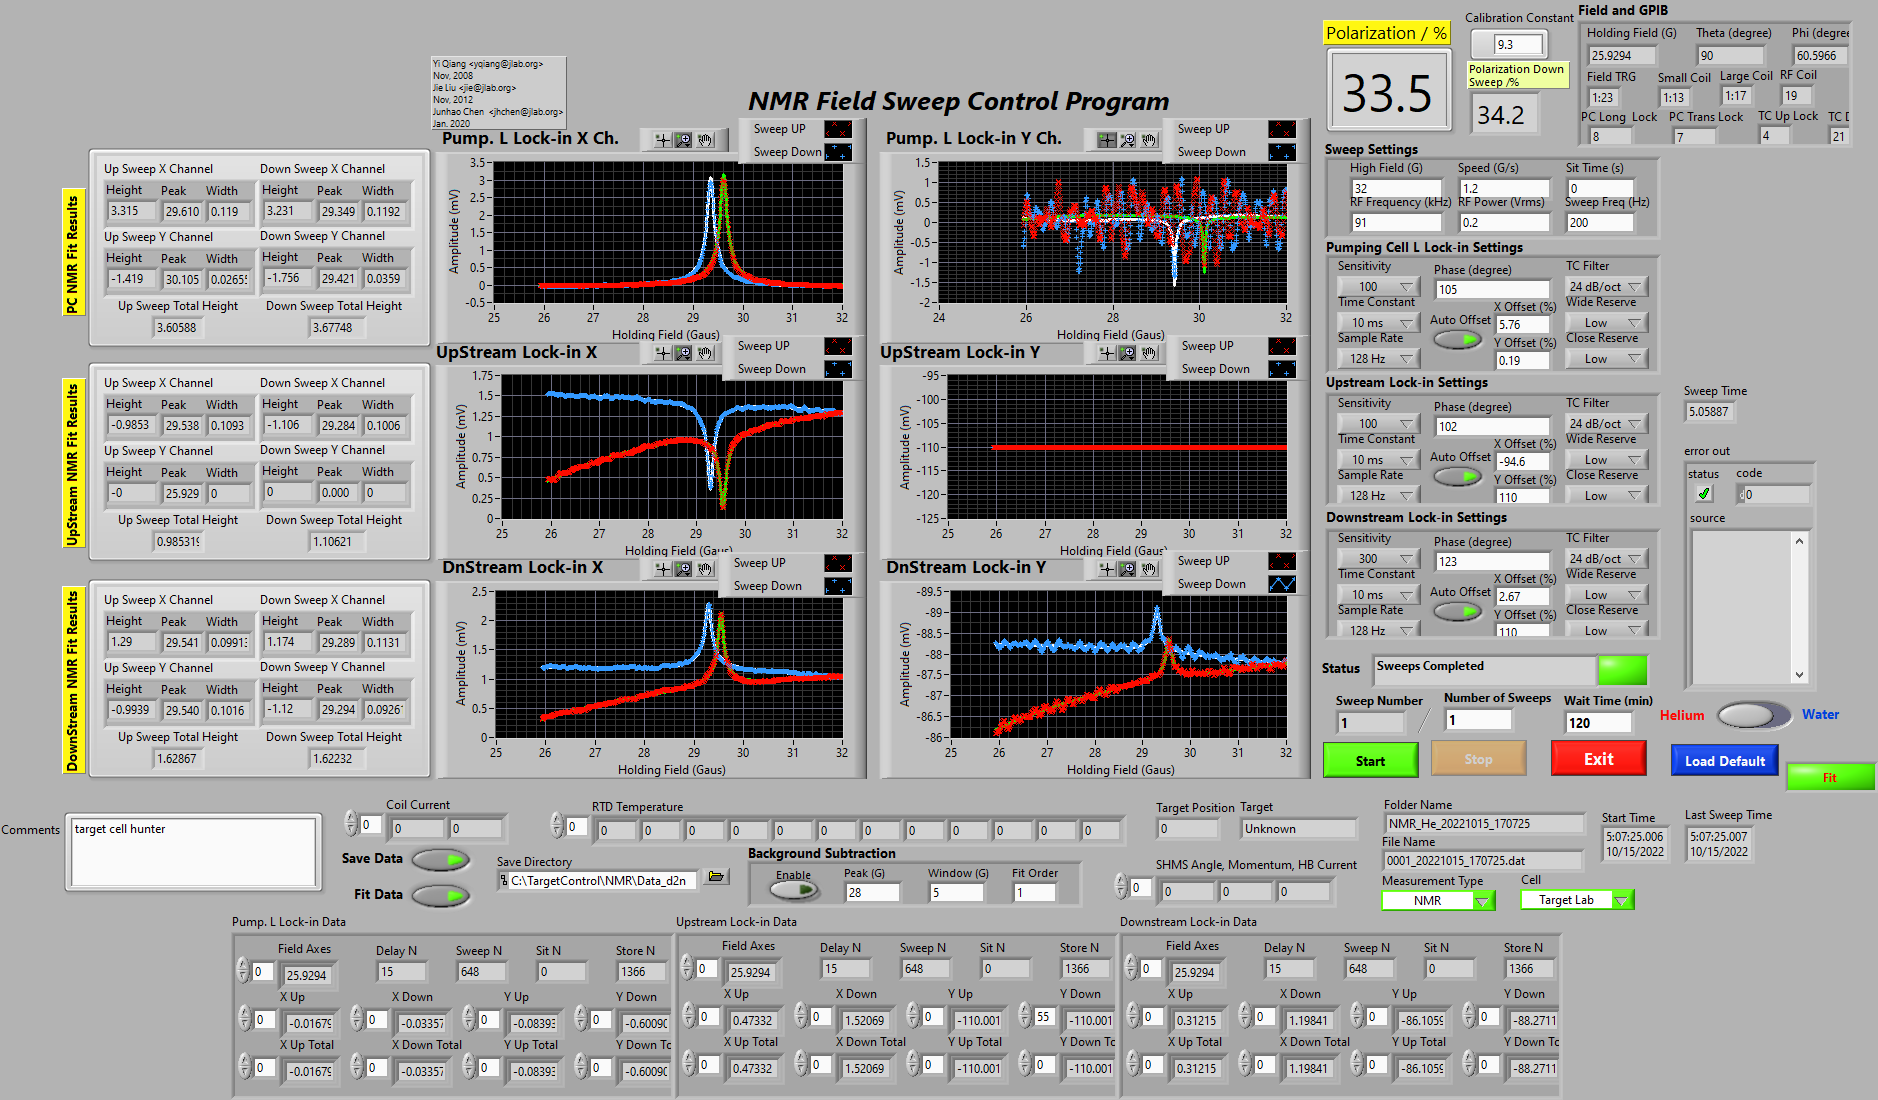 Yi Qiang <yqiang@jlab.org>
Nov, 2008
Jie Liu <jie@jlab.org>
Nov, 2012
Junhao Chen <jhchen@jlab.org>
Jan. 2020
NMR Field Sweep Control Program
Polarization / %
33.5
Calibration Constant
9.3
Polarization Down
Sweep /%
34.2
Field and GPIB
Holding Field (G) Theta (degree) Phi (degree
25.9294 90 60.5966
Field TRG Small Coil Large Coil RF Coil
1:23 1:13 1:17 19
PC Long Lock PC Trans Lock TC Up Lock TC D
8 7 4 21
PC NMR Fit Results
Up Sweep X Channel Down Sweep X Channel
Height Peak Width Height Peak Width
3.315 29.610 0.119 3.231 29.349 0.1192
Up Sweep Y Channel Down Sweep Y Channel
Height Peak Width Height Peak Width
-1.419 30.105 0.0265 -1.756 29.421 0.0359
Up Sweep Total Height Down Sweep Total Height
3.60588 3.67748
UpStream NMR Fit Results
Up Sweep X Channel Down Sweep X Channel
Height Peak Width Height Peak Width
-0.9853 29.538 0.1093 -1.106 29.284 0.1006
Up Sweep Y Channel Down Sweep Y Channel
Height Peak Width Height Peak Width
-0 25.929 0 0 0.000 0
Up Sweep Total Height Down Sweep Total Height
0.985319 1.10621
DownStream NMR Fit Results
Up Sweep X Channel Down Sweep X Channel
Height Peak Width Height Peak Width
1.29 29.541 0.0991 1.174 29.289 0.1131
Up Sweep Y Channel Down Sweep Y Channel
Height Peak Width Height Peak Width
-0.9939 29.540 0.1016 -1.12 29.294 0.0926
Up Sweep Total Height Down Sweep Total Height
1.62867 1.62232
Pump. L Lock-in X Ch.
Sweep UP
Sweep Down
Amplitude (mV)
3.5
3
2.5
2
1.5
1
0.5
0
-0.5
25 26 27 28 29 30 31 32
Holding Field (Gaus)
Pump. L Lock-in Y Ch.
Sweep UP
Sweep Down
Amplitude (mV)
1.5
1
0.5
0
-0.5
-1
-1.5
-2
24 26 28 30 32
Holding Field (Gaus)
UpStream Lock-in X
Sweep UP
Sweep Down
Amplitude (mV)
1.75
1.5
1.25
1
0.75
0.5
0.25
0
25 26 27 28 29 30 31 32
Holding Field (Gaus)
UpStream Lock-in Y
Sweep UP
Sweep Down
Amplitude (mV)
-95
-100
-105
-110
-115
-120
-125
25 26 27 28 29 30 31 32
Holding Field (Gaus)
DnStream Lock-in X
Sweep UP
Sweep Down
Amplitude (mV)
2.5
2
1.5
1
0.5
0
25 26 27 28 29 30 31 32
Holding Field (Gaus)
DnStream Lock-in Y
Sweep UP
Sweep Down
Amplitude (mV)
-89.5
-89
-88.5
-88
-87.5
-87
-86.5
-86
25 26 27 28 29 30 31 32
Holding Field (Gaus)
Sweep Settings
High Field (G) Speed (G/s) Sit Time (s)
32 1.2 0
RF Frequency (kHz) RF Power (Vrms) Sweep Freq (Hz)
91 0.2 200
Pumping Cell L Lock-in Settings
Sensitivity Phase (degree) TC Filter
100 105 24 dB/oct
Time Constant X Offset (%) Wide Reserve
10 ms Auto Offset 5.76 Low
Sample Rate Y Offset (%) Close Reserve
128 Hz 0.19 Low
Upstream Lock-in Settings
Sensitivity Phase (degree) TC Filter
100 102 24 dB/oct
Time Constant X Offset (%) Wide Reserve
10 ms Auto Offset -94.6 Low
Sample Rate Y Offset (%) Close Reserve
128 Hz 110 Low
Downstream Lock-in Settings
Sensitivity Phase (degree) TC Filter
300 123 24 dB/oct
Time Constant X Offset (%) Wide Reserve
10 ms Auto Offset 2.67 Low
Sample Rate Y Offset (%) Close Reserve
128 Hz 110 Low
Sweep Time
5.05887
error out
status code
0
source
Status Sweeps Completed
Sweep Number Number of Sweeps Wait Time (min)
1 / 1 120
Helium Water
Start Stop Exit Load Default Fit
Comments
target cell hunter
Coil Current
0 0 0
Save Data
Fit Data
RTD Temperature
0 0 0 0 0 0 0 0 0 0 0 0 0
Save Directory
C:\TargetControl\NMR\Data_d2n
Background Subtraction
Enable Peak (G) Window (G) Fit Order
28 5 1
Target Position Target
0 Unknown
SHMS Angle, Momentum, HB Current
0 0 0 0
Folder Name
NMR_He_20221015_170725
File Name
0001_20221015_170725.dat
Measurement Type Cell
NMR Target Lab
Start Time
5:07:25.006
10/15/2022
Last Sweep Time
5:07:25.007
10/15/2022
Pump. L Lock-in Data
Field Axes Delay N Sweep N Sit N Store N
0 25.9294 15 648 0 1366
X Up X Down Y Up Y Down
0 -0.01679 0 -0.03357 0 -0.08393 0 -0.6009
X Up Total X Down Total Y Up Total Y Down To
0 -0.01679 0 -0.03357 0 -0.08393 0 -0.6009
Upstream Lock-in Data
Field Axes Delay N Sweep N Sit N Store N
0 25.9294 15 648 0 1366
X Up X Down Y Up Y Down
0 0.47332 0 1.52069 0 -110.001 55 -110.001
X Up Total X Down Total Y Up Total Y Down Tc
0 0.47332 0 1.52069 0 -110.001 0 -110.001
Downstream Lock-in Data
Field Axes Delay N Sweep N Sit N Store N
0 25.9294 15 648 0 1366
X Up X Down Y Up Y Down
0 0.31215 0 1.19841 0 -86.105 0 -88.2711
X Up Total X Down Total Y Up Total Y Down Tc
0 0.31215 0 1.19841 0 -86.105 0 -88.2711